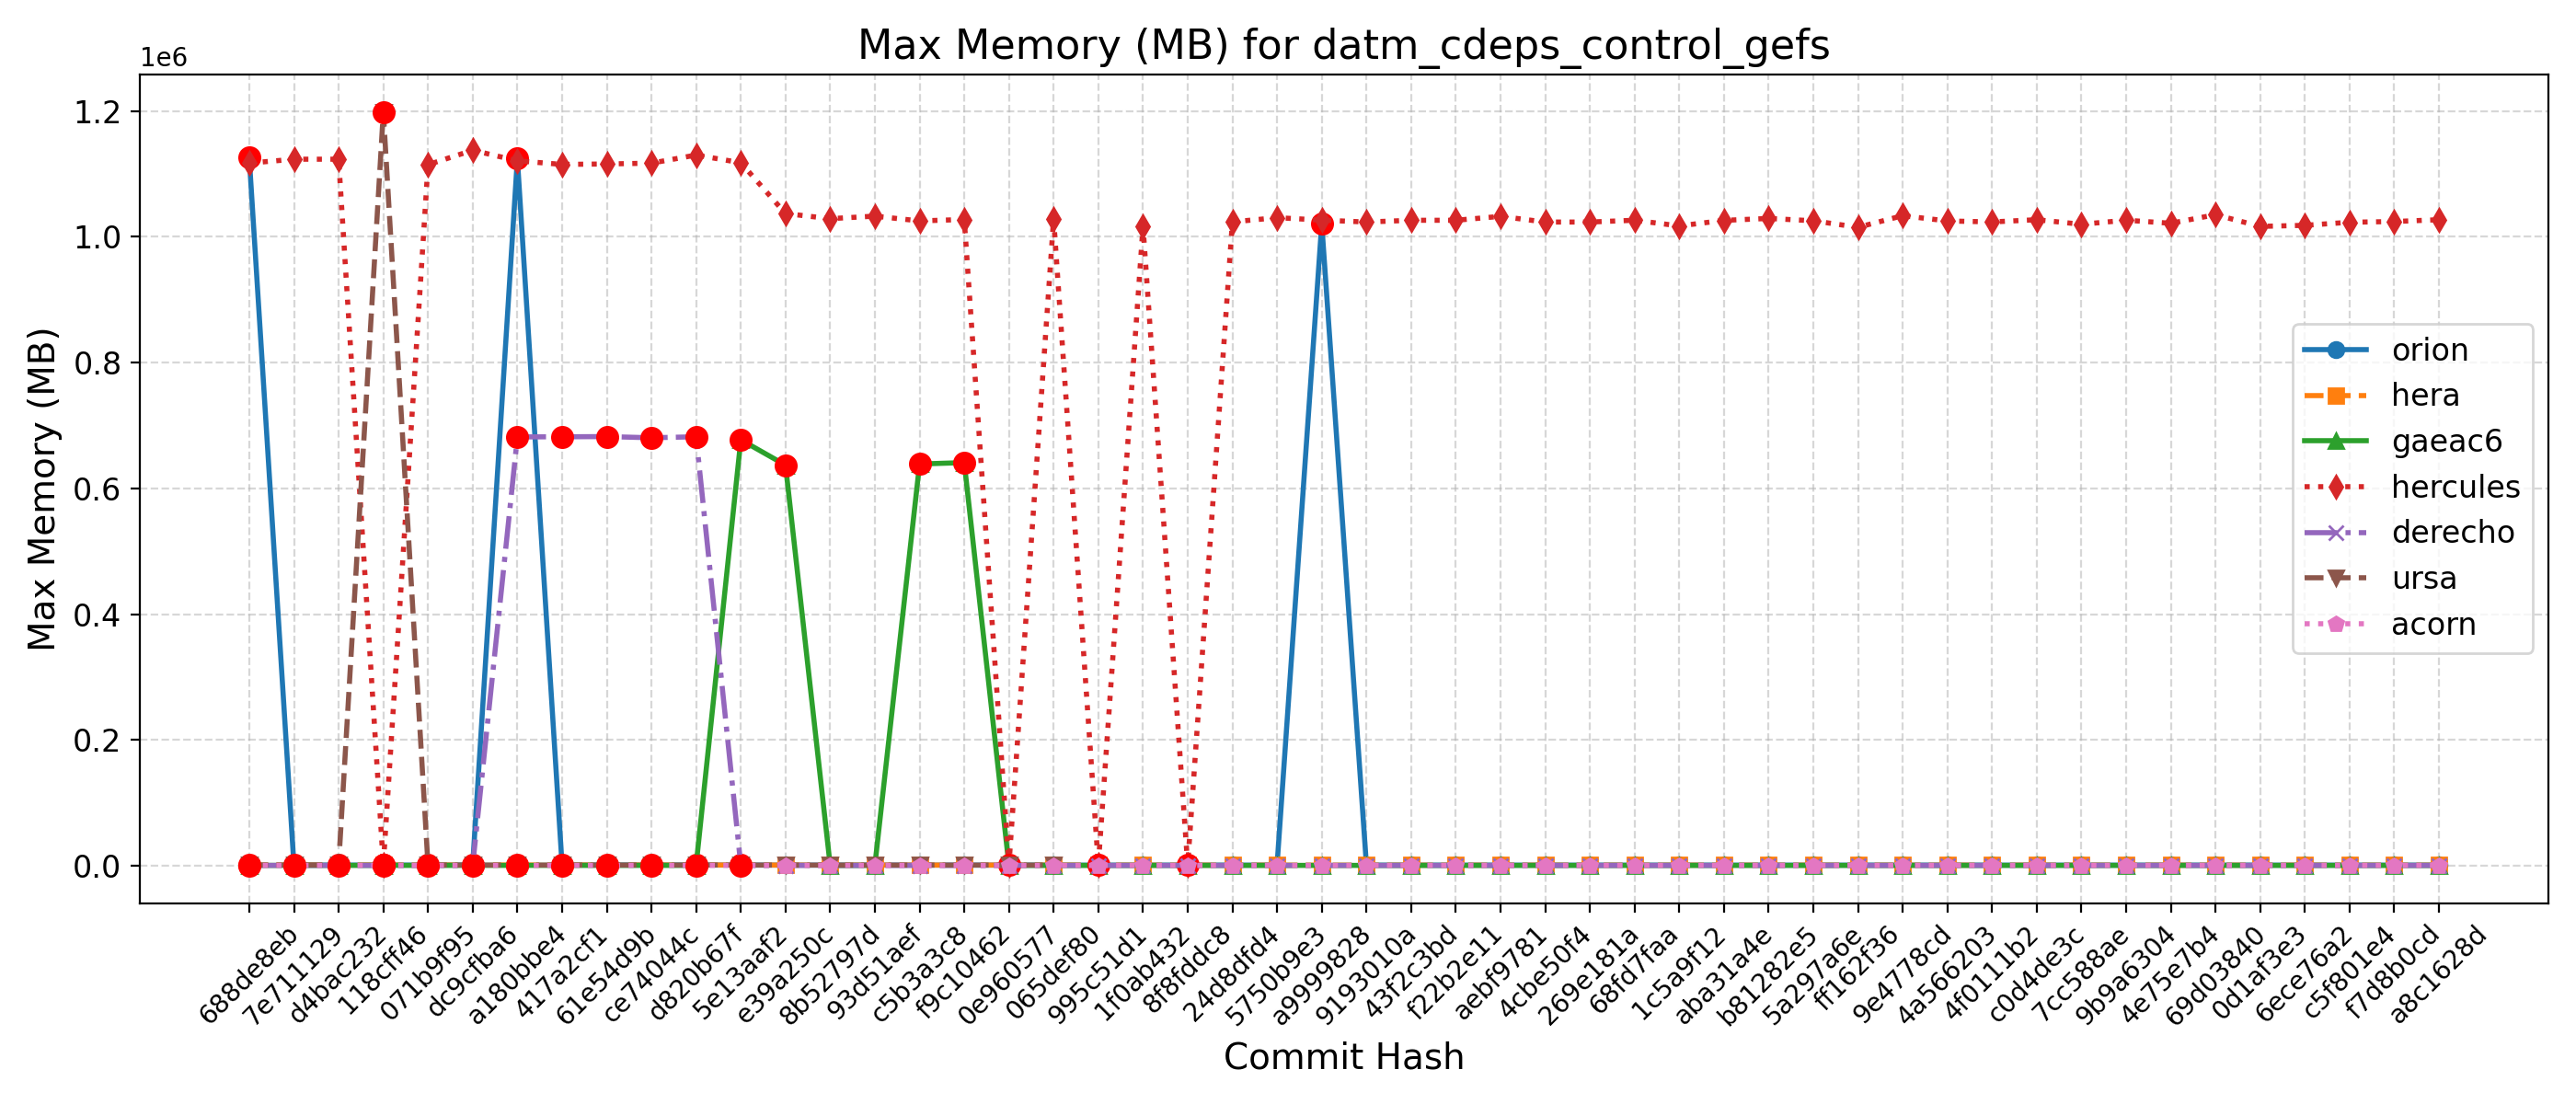 Max Memory (MB) for datm_cdeps_control_gefs
1e6
1.2
1.0
0.8
0.6
0.4
0.2
0.0
Max Memory (MB)
orion
hera
gaeac6
hercules
derecho
ursa
acorn
688de8eb
7e711129
d4bac232
118cff46
071b9f95
dc9cfba6
a180bbe4
417a2cf1
61e54d9b
ce74044c
d820b67f
5e13aaf2
e39a250c
8b52797d
93d51aef
c5b3a3c8
f9c10462
0e960577
065def80
995c51d1
1f0ab432
8f8fddc8
24d8dfd4
5750b9e3
a9999828
9193010a
43f2c3bd
f22b2e11
aebf9781
4cbe50f4
269e181a
68fd7faa
1c5a9f12
aba31a4e
b81282e5
5a297a6e
ff162f36
9e4778cd
4a566203
4f0111b2
c0d4de3c
7cc588ae
9b9a6304
4e75e7b4
69d03840
0d1af3e3
6ece76a2
c5f801e4
f7d8b0cd
a8c1628d
Commit Hash